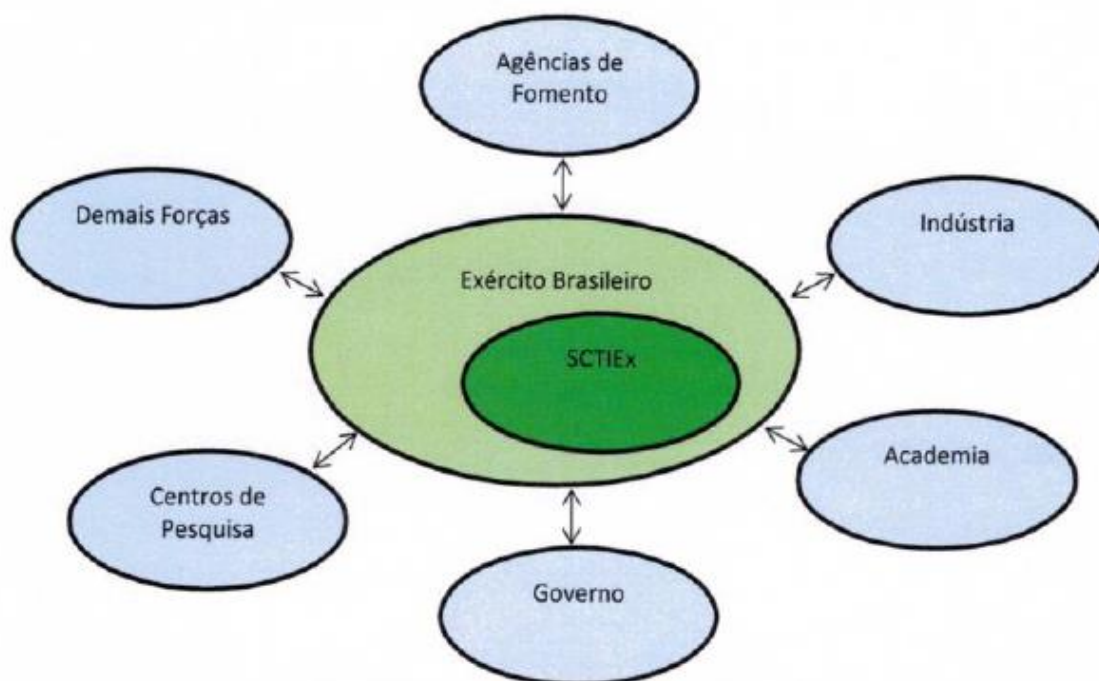 Agências de
Fomento
Demais Forças
Indústria
Exército Brasileiro
SCTIEx
Academia
Centros de
Pesquisa
Governo